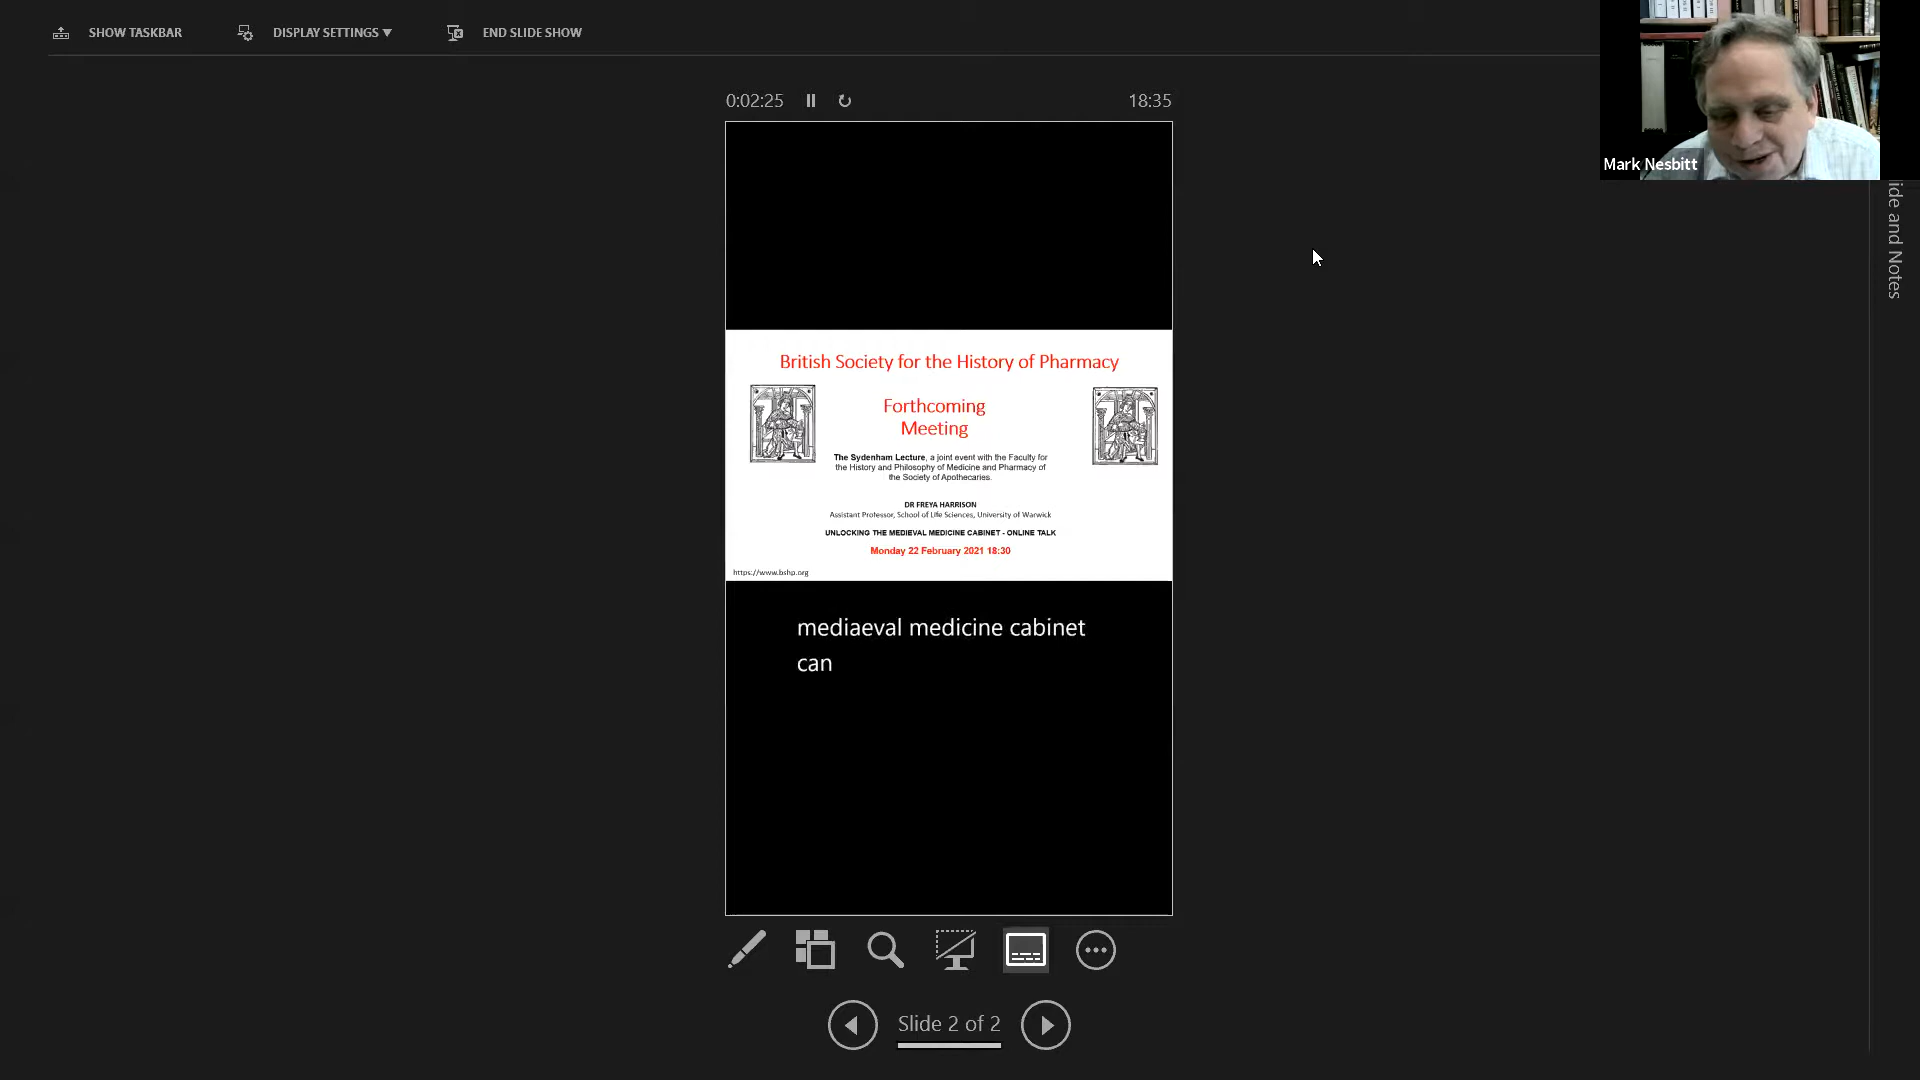 SHOW TASKBAR
DISPLAY SETTINGS ▼
END SLIDE SHOW
0:02:25
18:35
Mark Nesbitt
ide and Notes
British Society for the History of Pharmacy
Forthcoming
Meeting
The Sydenham Lecture, a joint event with the Faculty for
the History and Philosophy of Medicine and Pharmacy of
the Society of Apothecaries.
DR FREYA HARRISON
Assistant Professor, School of Life Sciences, University of Warwick
UNLOCKING THE MEDIEVAL MEDICINE CABINET - ONLINE TALK
Monday 22 February 2021 18:30
https://www.bshp.org
mediaeval medicine cabinet
can
Slide 2 of 2